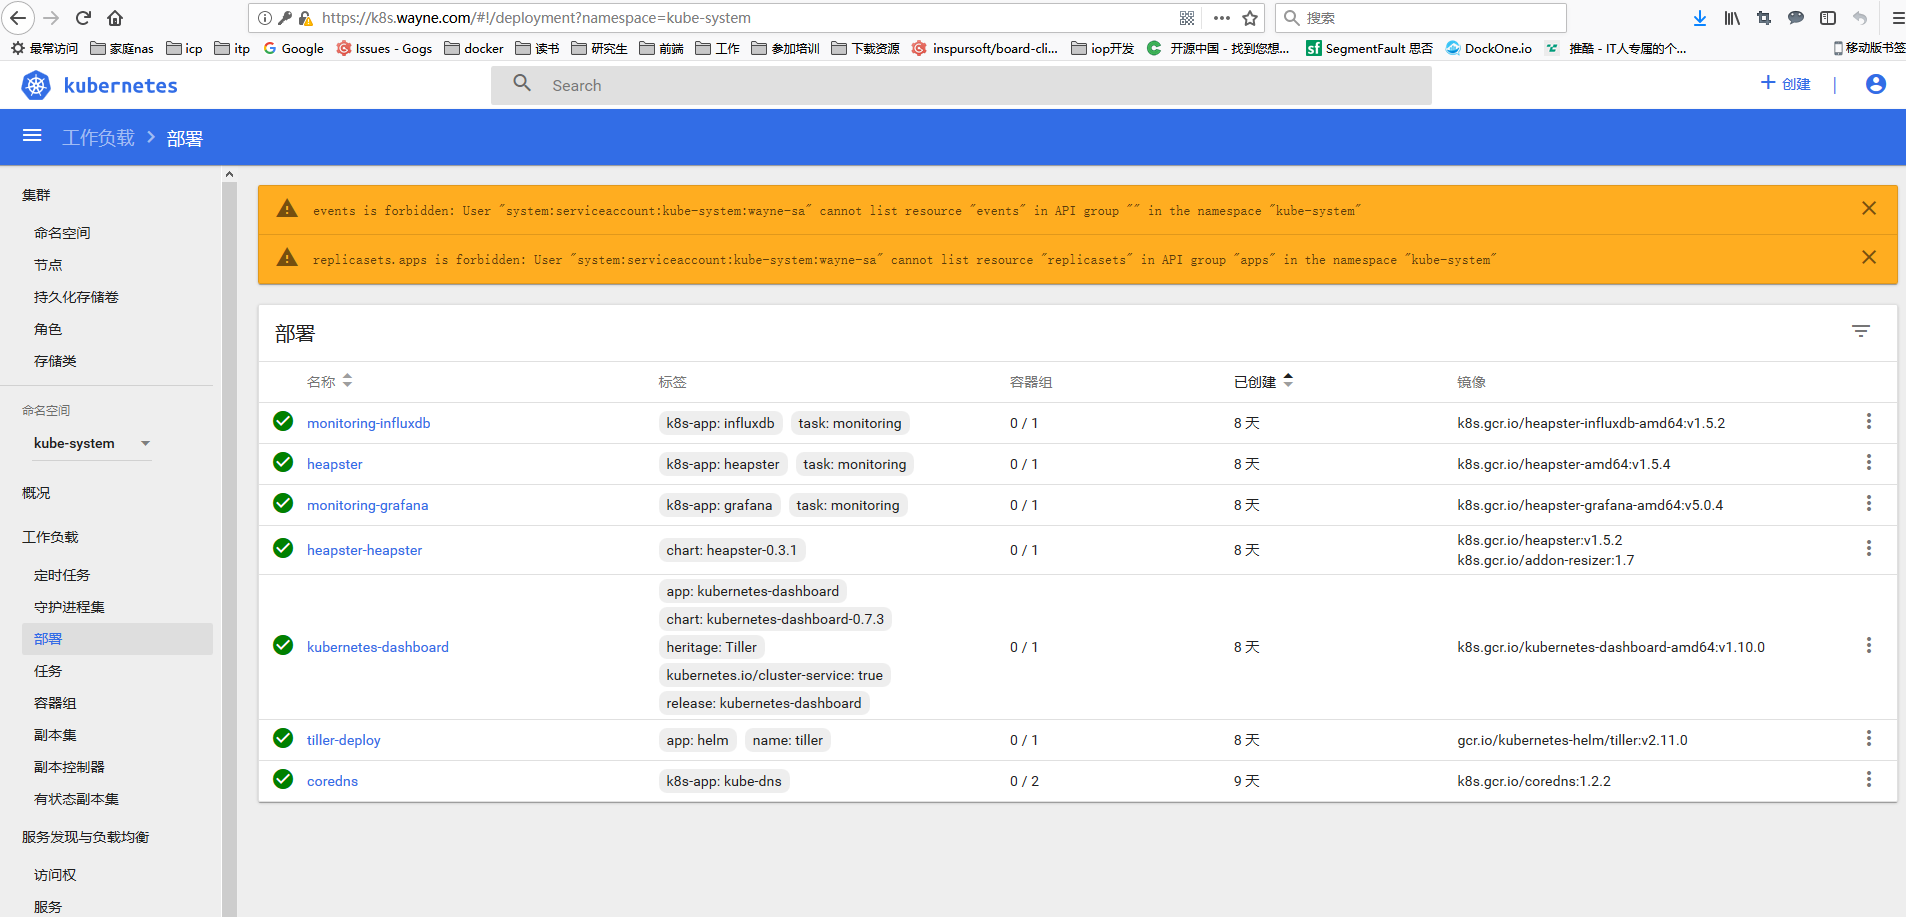 https://k8s.wayne.com/#!/deployment?namespace=kube-system
搜索
最常访问 家庭nas icp itp Google Issues - Gogs docker 读书 研究生 前端 工作 参加培训 下载资源 inspursoft/board-cli... iop开发 开源中国 - 找到您想... SegmentFault 思否 DockOne.io 推酷 - IT人专属的个... 移动版书签
kubernetes
Search
创建
工作负载 > 部署
集群
命名空间
节点
持久化存储卷
角色
存储类
命名空间
kube-system
概况
工作负载
定时任务
守护进程集
部署
任务
容器组
副本集
副本控制器
有状态副本集
服务发现与负载均衡
访问权
服务
events is forbidden: User "system:serviceaccount:kube-system:wayne-sa" cannot list resource "events" in API group "" in the namespace "kube-system"
replicasets.apps is forbidden: User "system:serviceaccount:kube-system:wayne-sa" cannot list resource "replicasets" in API group "apps" in the namespace "kube-system"
部署
名称 标签 容器组 已创建 镜像
monitoring-influxdb k8s-app: influxdb task: monitoring 0 / 1 8 天 k8s.gcr.io/heapster-influxdb-amd64:v1.5.2
heapster k8s-app: heapster task: monitoring 0 / 1 8 天 k8s.gcr.io/heapster-amd64:v1.5.4
monitoring-grafana k8s-app: grafana task: monitoring 0 / 1 8 天 k8s.gcr.io/heapster-grafana-amd64:v5.0.4
heapster-heapster chart: heapster-0.3.1 0 / 1 8 天 k8s.gcr.io/heapster:v1.5.2
k8s.gcr.io/addon-resizer:1.7
app: kubernetes-dashboard
chart: kubernetes-dashboard-0.7.3
kubernetes-dashboard heritage: Tiller 0 / 1 8 天 k8s.gcr.io/kubernetes-dashboard-amd64:v1.10.0
kubernetes.io/cluster-service: true
release: kubernetes-dashboard
tiller-deploy app: helm name: tiller 0 / 1 8 天 gcr.io/kubernetes-helm/tiller:v2.11.0
coredns k8s-app: kube-dns 0 / 2 9 天 k8s.gcr.io/coredns:1.2.2